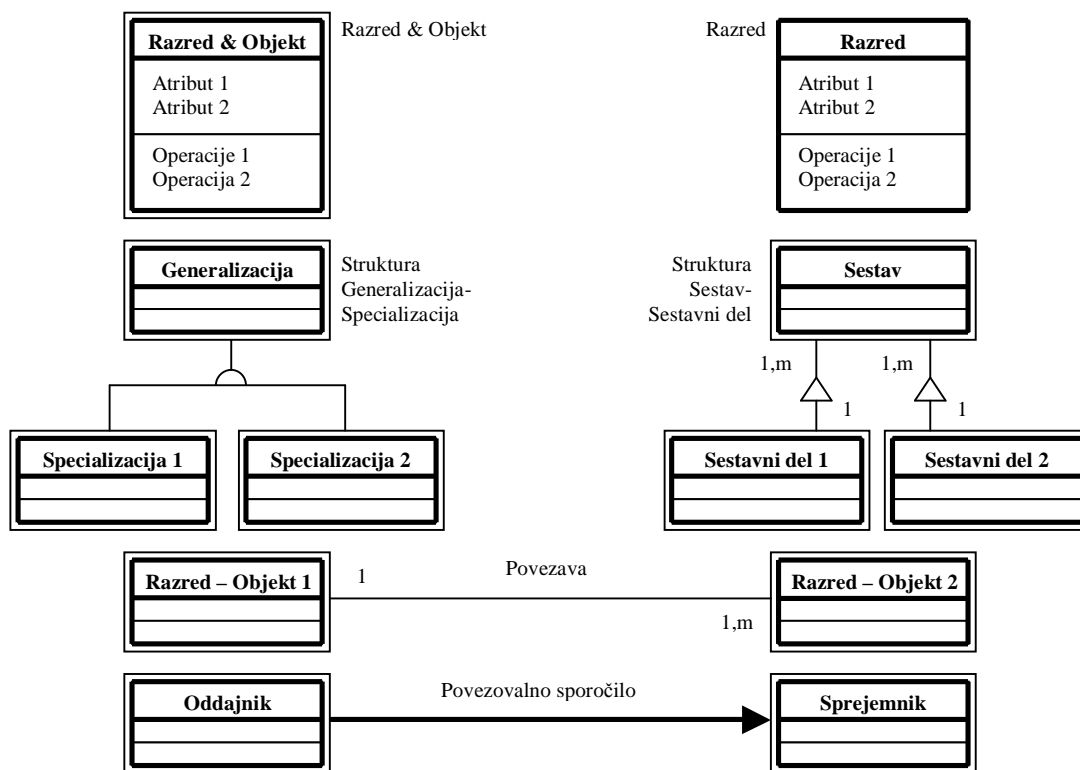 Razred & Objekt
Razred & Objekt
Atribut 1
Atribut 2
Operacije 1
Operacija 2
Razred
Razred
Atribut 1
Atribut 2
Operacije 1
Operacija 2
Generalizacija
Struktura
Generalizacija-
Specializacija
Specializacija 1
Specializacija 2
Struktura
Sestav-
Sestavni del
Sestav
1,m
1,m
1
1
Sestavni del 1
Sestavni del 2
Razred – Objekt 1
1
Povezava
1,m
Razred – Objekt 2
Oddajnik
Povezovalno sporočilo
Sprejemnik